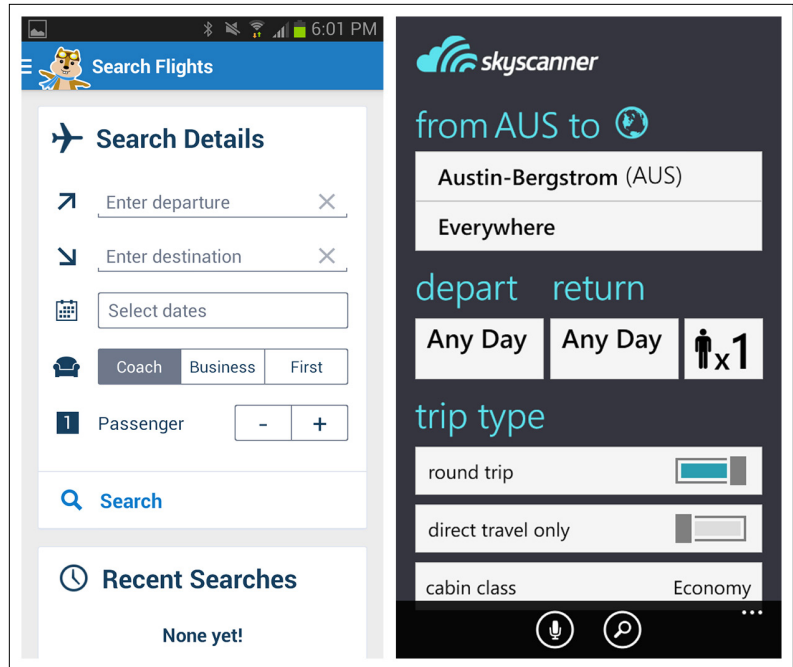 6:01 PM
Search Flights
Search Details
Enter departure
Enter destination
Select dates
Coach Business First
1 Passenger - +
Search
Recent Searches
None yet!
skyscanner
from AUS to
Austin-Bergstrom (AUS)
Everywhere
depart return
Any Day Any Day x1
trip type
round trip
direct travel only
cabin class Economy